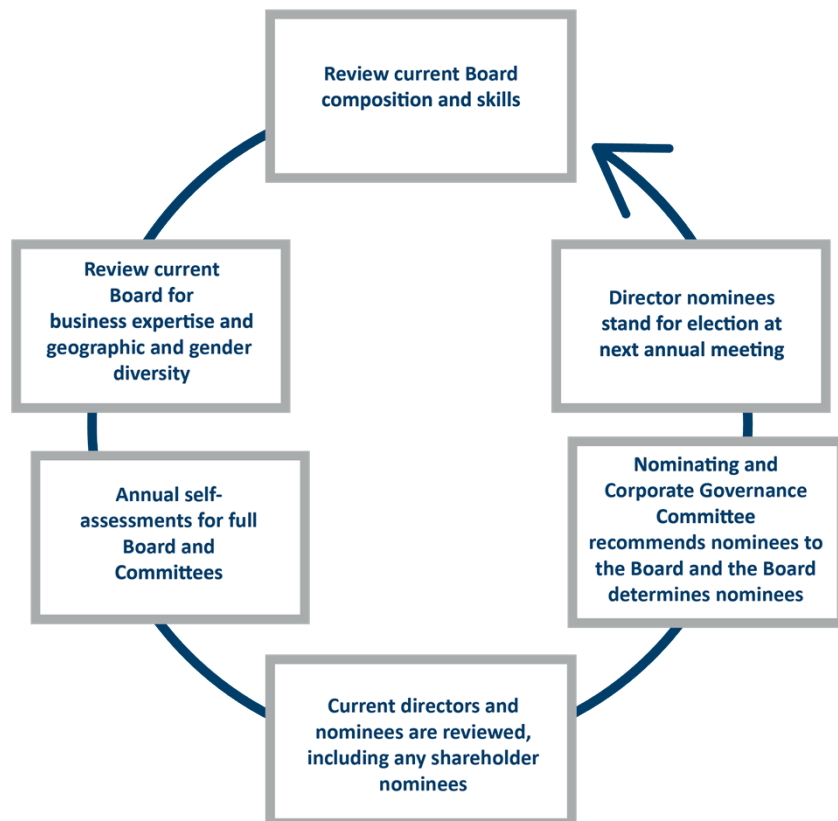 Review current Board
composition and skills
Review current
Board for
business expertise and
geographic and gender
diversity
Annual self-
assessments for full
Board and
Committees
Current directors and
nominees are reviewed,
including any shareholder
nominees
Nominating and
Corporate Governance
Committee
recommends nominees to
the Board and the Board
determines nominees
Director nominees
stand for election at
next annual meeting